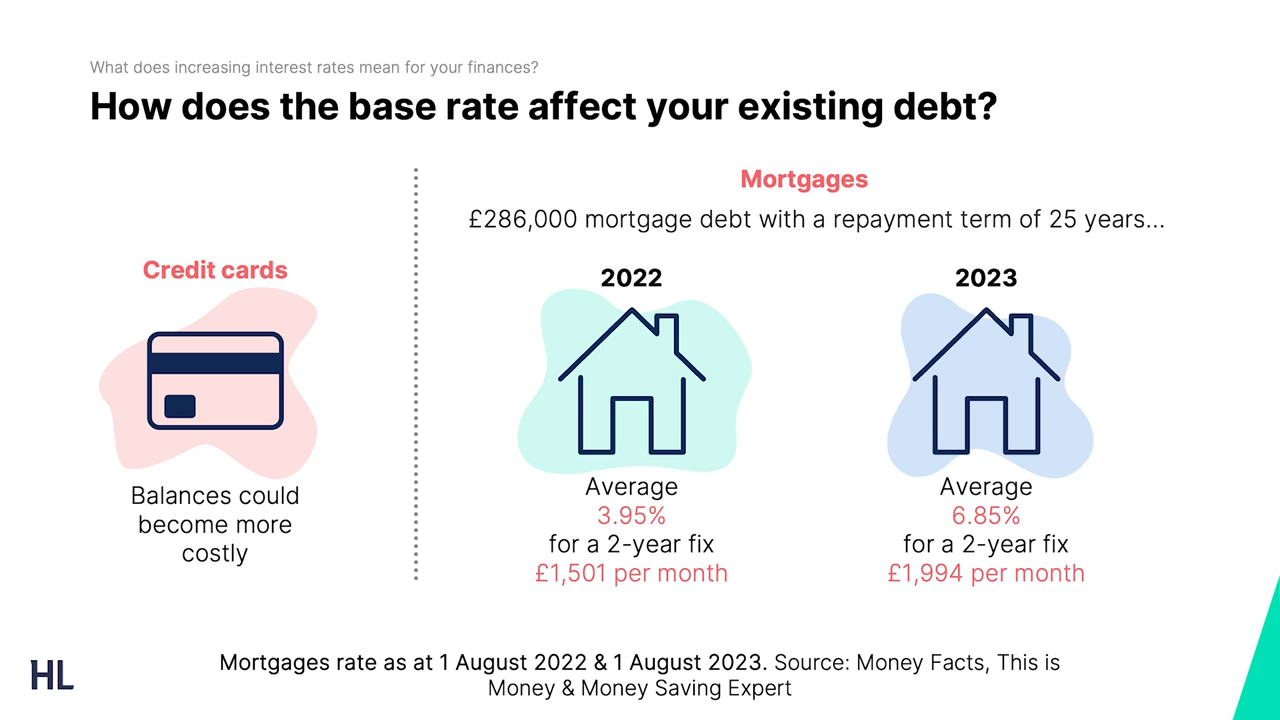 What does increasing interest rates mean for your finances?
How does the base rate affect your existing debt?
Credit cards
Balances could
become more
costly
Mortgages
£286,000 mortgage debt with a repayment term of 25 years...
2022
Average
3.95%
for a 2-year fix
£1,501 per month
2023
Average
6.85%
for a 2-year fix
£1,994 per month
HL
Mortgages rate as at 1 August 2022 & 1 August 2023. Source: Money Facts, This is
Money & Money Saving Expert